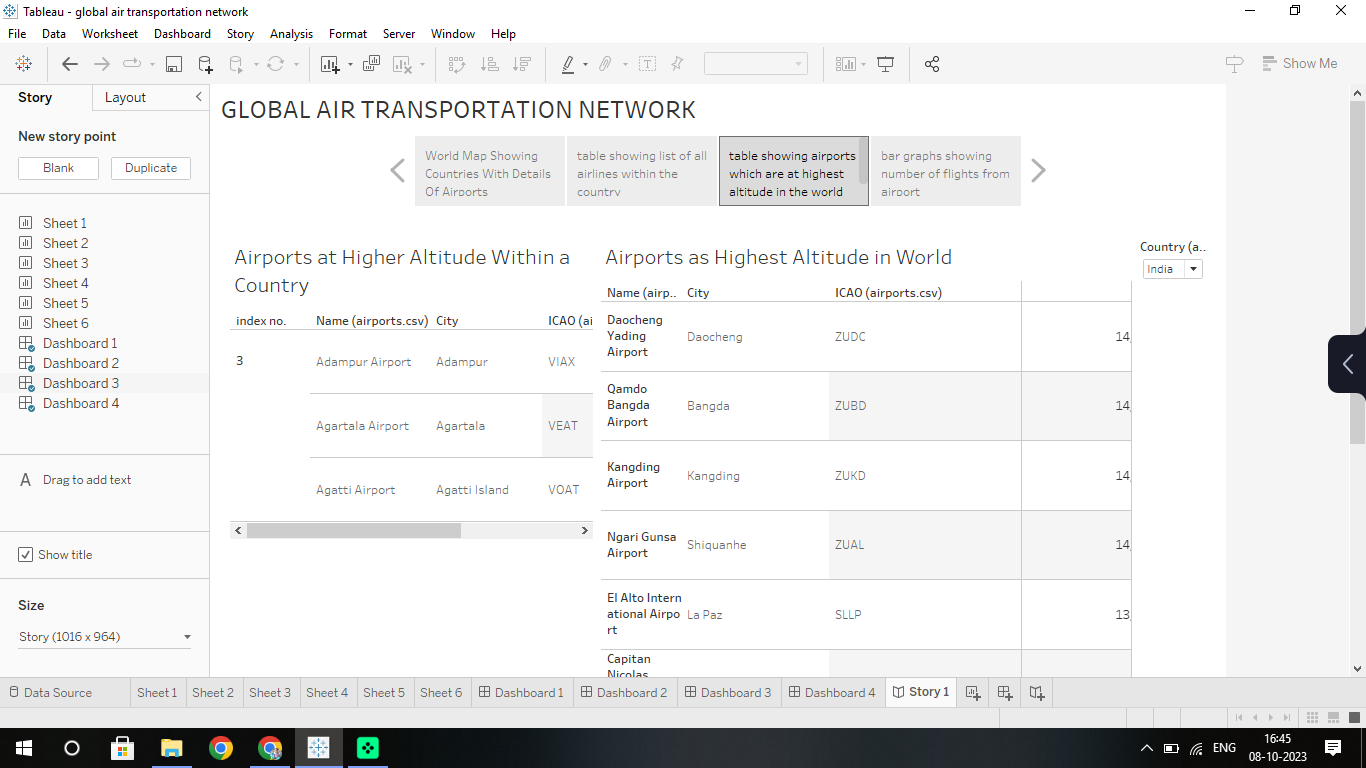 Tableau - global air transportation network
File Data Worksheet Dashboard Story Analysis Format Server Window Help
Show Me
Story Layout
New story point
Blank Duplicate
Sheet 1
Sheet 2
Sheet 3
Sheet 4
Sheet 5
Sheet 6
Dashboard 1
Dashboard 2
Dashboard 3
Dashboard 4
A Drag to add text
Show title
Size
Story (1016 x 964)
GLOBAL AIR TRANSPORTATION NETWORK
World Map Showing
Countries With Details
Of Airports
table showing list of all
airlines within the
country
table showing airports
which are at highest
altitude in the world
bar graphs showing
number of flights from
airport
Airports at Higher Altitude Within a
Country
index no. Name (airports.csv) City ICAO (ai
3 Adampur Airport Adampur VIAX
Agartala Airport Agartala VEAT
Agatti Airport Agatti Island VOAT
Airports as Highest Altitude in World
Name (airp.. City ICAO (airports.csv)
Daocheng
Yading
Airport
Daocheng ZUDC 14,
Qamdo
Bangda
Airport
Bangda ZUBD 14,
Kangding
Airport
Kangding ZUKD 14,
Ngari Gunsa
Airport
Shiquanhe ZUAL 14,
El Alto Intern
ational Airpo
rt
La Paz SLLP 13,
Capitan
Nicolas
Country (a..
India
Data Source Sheet 1 Sheet 2 Sheet 3 Sheet 4 Sheet 5 Sheet 6 Dashboard 1 Dashboard 2 Dashboard 3 Dashboard 4 Story 1
ENG
16:45
08-10-2023